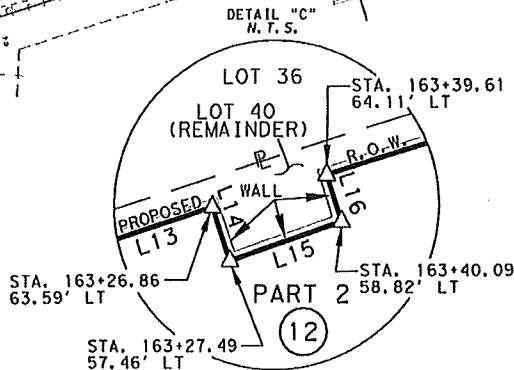 DETAIL "C"
N.T.S.
LOT 36
STA. 163+39.61
64.11' LT
LOT 40
(REMAINDER)
PL
R.O.W.
WALL
PROPOSED
L14
L16
L13
L15
STA. 163+26.86
63.59' LT
STA. 163+40.09
58.82' LT
PART 2
12
STA. 163+27.49
57.46' LT